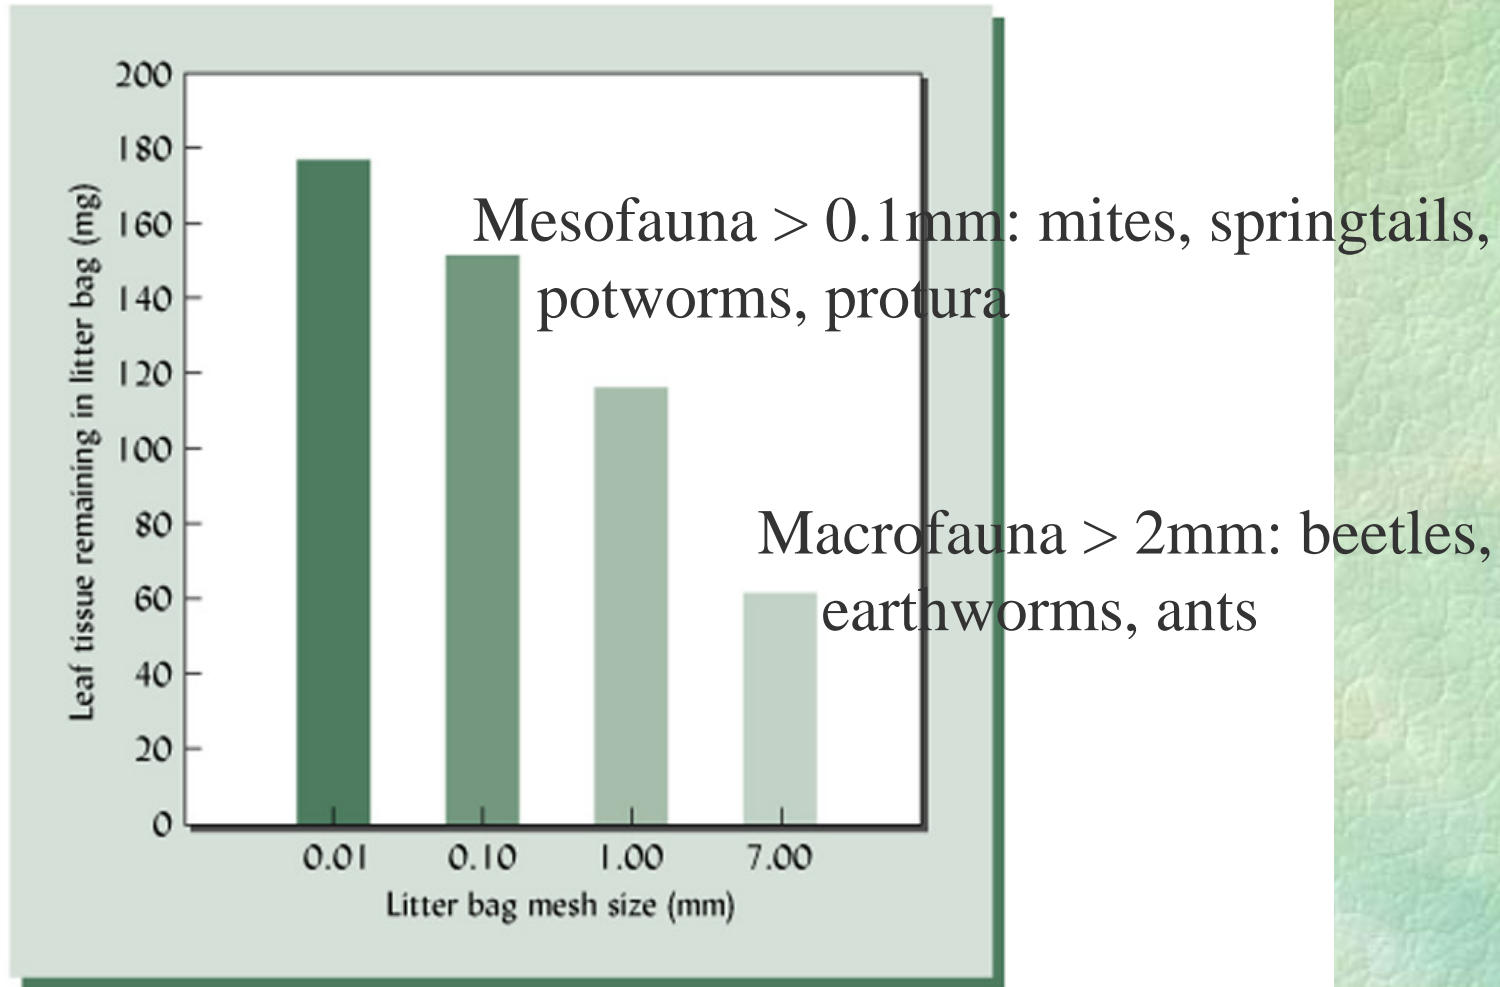 200
180
160
140
120
100
80
60
40
20
0
Leaf tissue remaining in litter bag (mg)
Mesofauna > 0.1mm: mites, springtails,
potworms, protura
Macrofauna > 2mm: beetles,
earthworms, ants
0.01 0.10 1.00 7.00
Litter bag mesh size (mm)